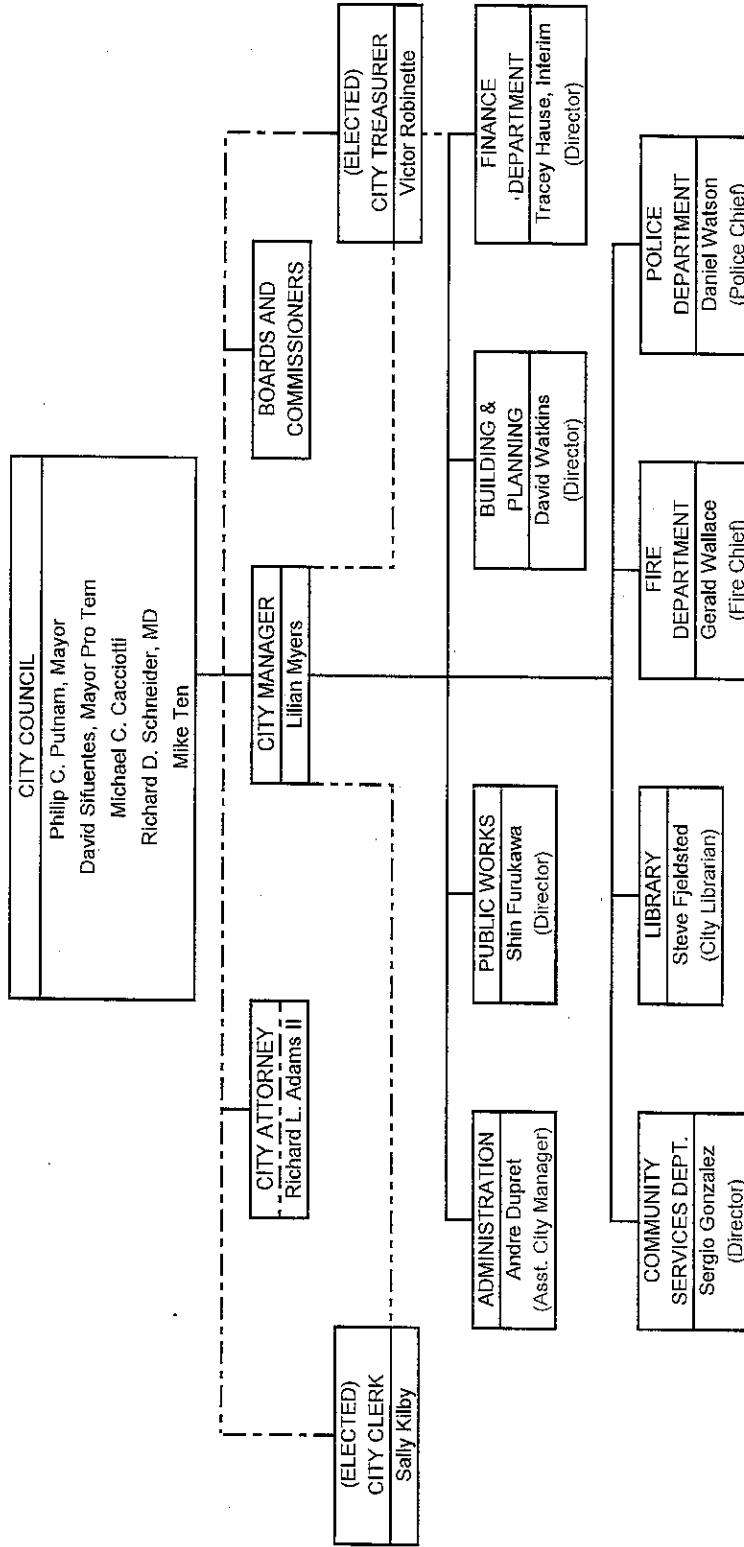 CITY COUNCIL
Philip C. Putnam, Mayor
David Sifuentes, Mayor Pro Tem
Michael C. Cacciotti
Richard D. Schneider, MD
Mike Ten
CITY ATTORNEY
Richard L. Adams II
CITY MANAGER
Lilian Myers
BOARDS AND
COMMISSIONERS
(ELECTED)
CITY CLERK
Sally Kilby
(ELECTED)
CITY TREASURER
Victor Robinette
ADMINISTRATION
Andre Dupret
(Asst. City Manager)
PUBLIC WORKS
Shin Furukawa
(Director)
BUILDING &
PLANNING
David Watkins
(Director)
FINANCE
DEPARTMENT
Tracey Hause, Interim
(Director)
COMMUNITY
SERVICES DEPT.
Sergio Gonzalez
(Director)
LIBRARY
Steve Fjeldsted
(City Librarian)
FIRE
DEPARTMENT
Gerald Wallace
(Fire Chief)
POLICE
DEPARTMENT
Daniel Watson
(Police Chief)